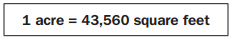 1 acre = 43,560 square feet